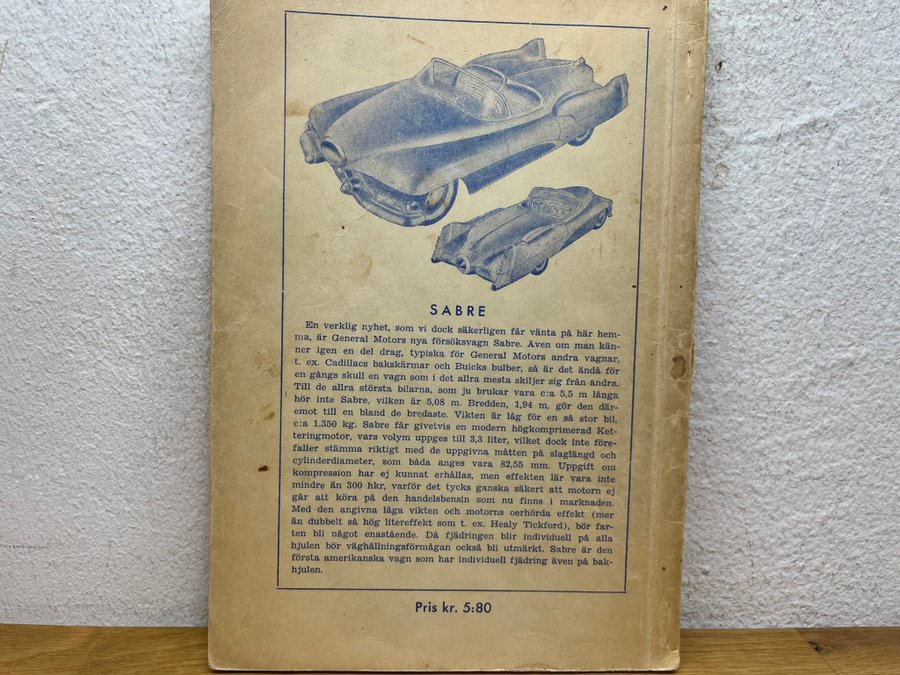 SABRE
En verklig nyhet, som vi dock säkerligen får vänta på här hem-
ma, är General Motors nya försöksvagn Sabre. Även om man kän-
ner igen en del drag, typiska för General Motors andra vagnar,
t. ex. Cadillacs bakskärmar och Buicks bulber, så är det ändå för
en gångs skull en vagn som i det allra mesta skiljer sig från andra.
Till de allra största bilarna, som ju brukar vara c:a 5,5 m långa
hör inte Sabre, vilken är 5,08 m. Bredden, 1,94 m, gör den där-
emot till en bland de bredaste. Vikten är låg för en så stor bil,
c:a 1.350 kg. Sabre får givetvis en modern högkomprimerad Ket-
teringmotor, vars volym uppges till 3,3 liter, vilket dock inte före-
faller stämma riktigt med de uppgivna måtten på slaglängd och
cylinderdiameter, som båda anges vara 82,55 mm. Uppgift om
kompression har ej kunnat erhållas, men effekten lär vara inte
mindre än 300 hkr, varför det tycks ganska säkert att motorn ej
går att köra på den handelsbensin som nu finns i marknaden.
Med den angivna låga vikten och motorns oerhörda effekt (mer
än dubbelt så hög litereffekt som t. ex. Healy Tickford), bör far-
ten bli något enastående. Då fjädringen blir individuell på alla
hjulen bör väghållningsförmågan också bli utmärkt. Sabre är den
första amerikanska vagn som har individuell fjädring även på bak-
hjulen.
Pris kr. 5:80